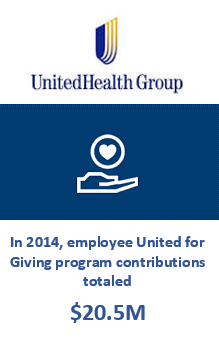 UnitedHealth Group
In 2014, employee United for
Giving program contributions
totaled
$20.5M